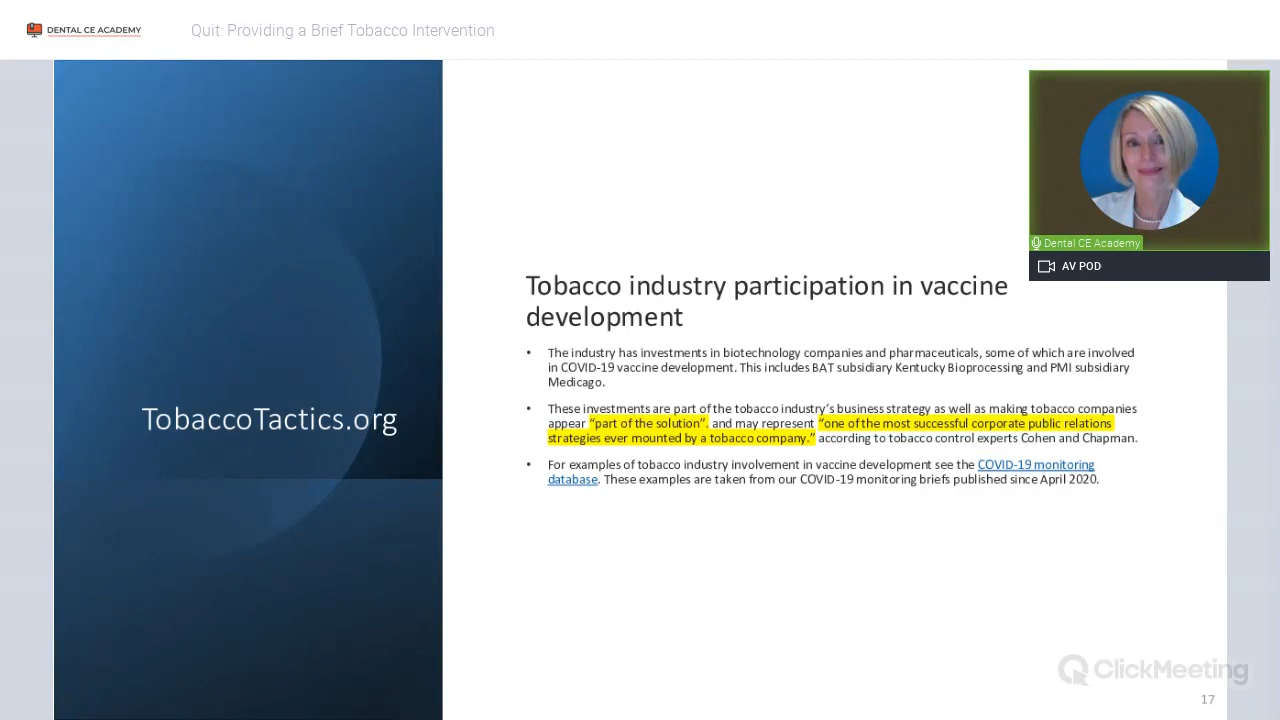 DENTAL CE ACADEMY
Quit: Providing a Brief Tobacco Intervention
Dental CE Academy
AV POD
TobaccoTactics.org
Tobacco industry participation in vaccine
development
• The industry has investments in biotechnology companies and pharmaceuticals, some of which are involved
in COVID-19 vaccine development. This includes BAT subsidiary Kentucky Bioprocessing and PMI subsidiary
Medicago.
• These investments are part of the tobacco industry’s business strategy as well as making tobacco companies
appear “part of the solution”. and may represent “one of the most successful corporate public relations
strategies ever mounted by a tobacco company.” according to tobacco control experts Cohen and Chapman.
• For examples of tobacco industry involvement in vaccine development see the COVID-19 monitoring
database. These examples are taken from our COVID-19 monitoring briefs published since April 2020.
ClickMeeting
17